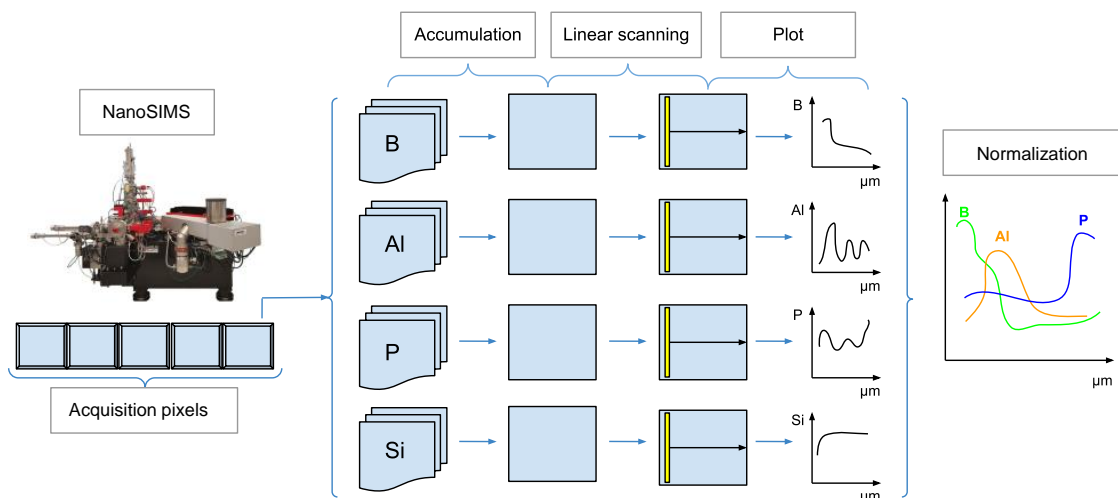 Accumulation
Linear scanning
Plot
NanoSIMS
Acquisition pixels
B
B
μm
Al
Al
μm
P
P
μm
Si
Si
μm
Normalization
B
Al
P
μm